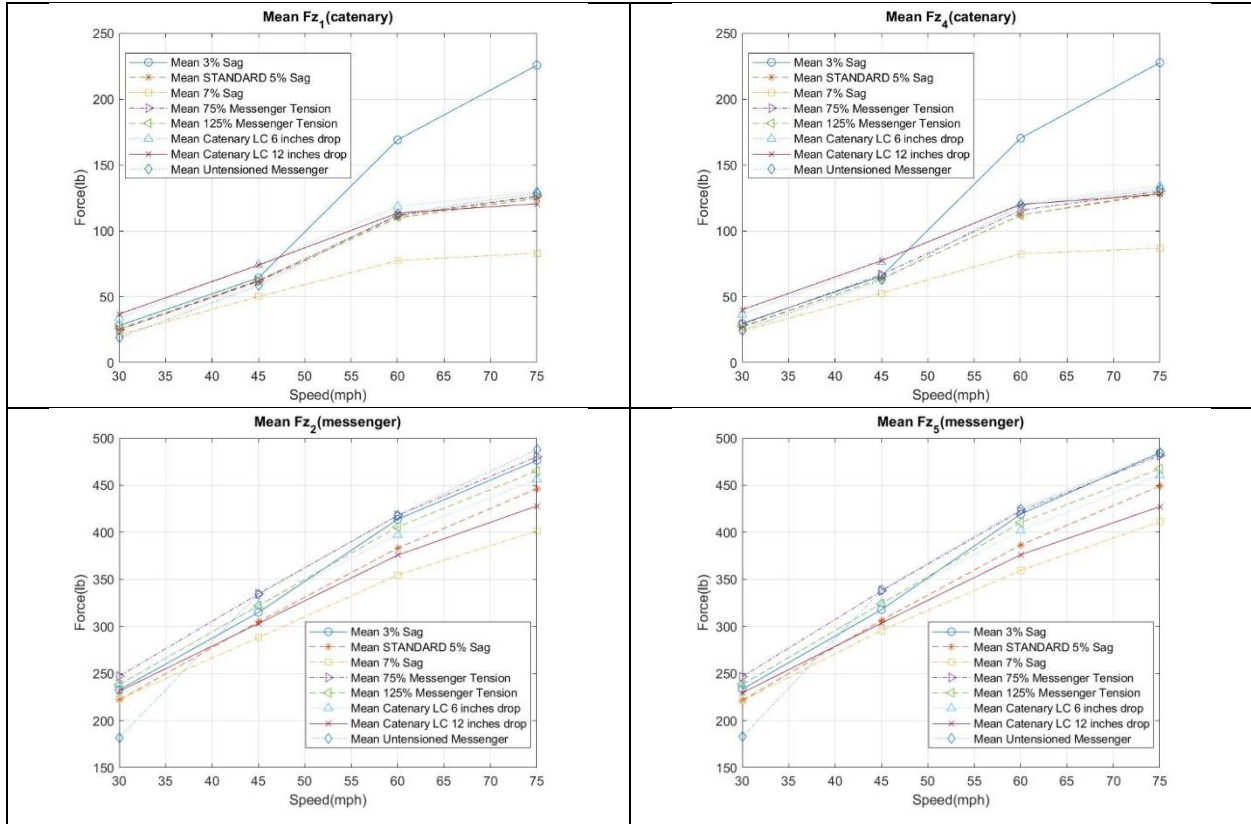 Mean Fz1(catenary)
250
200
150
100
50
0
Force(lb)
Mean 3% Sag
Mean STANDARD 5% Sag
Mean 7% Sag
Mean 75% Messenger Tension
Mean 125% Messenger Tension
Mean Catenary LC 6 inches drop
Mean Catenary LC 12 inches drop
Mean Untensioned Messenger
30 35 40 45 50 55 60 65 70 75
Speed(mph)
Mean Fz4(catenary)
250
200
150
100
50
0
Force(lb)
Mean 3% Sag
Mean STANDARD 5% Sag
Mean 7% Sag
Mean 75% Messenger Tension
Mean 125% Messenger Tension
Mean Catenary LC 6 inches drop
Mean Catenary LC 12 inches drop
Mean Untensioned Messenger
30 35 40 45 50 55 60 65 70 75
Speed(mph)
Mean Fz2(messenger)
500
450
400
350
300
250
200
150
Force(lb)
Mean 3% Sag
Mean STANDARD 5% Sag
Mean 7% Sag
Mean 75% Messenger Tension
Mean 125% Messenger Tension
Mean Catenary LC 6 inches drop
Mean Catenary LC 12 inches drop
Mean Untensioned Messenger
30 35 40 45 50 55 60 65 70 75
Speed(mph)
Mean Fz5(messenger)
500
450
400
350
300
250
200
150
Force(lb)
Mean 3% Sag
Mean STANDARD 5% Sag
Mean 7% Sag
Mean 75% Messenger Tension
Mean 125% Messenger Tension
Mean Catenary LC 6 inches drop
Mean Catenary LC 12 inches drop
Mean Untensioned Messenger
30 35 40 45 50 55 60 65 70 75
Speed(mph)